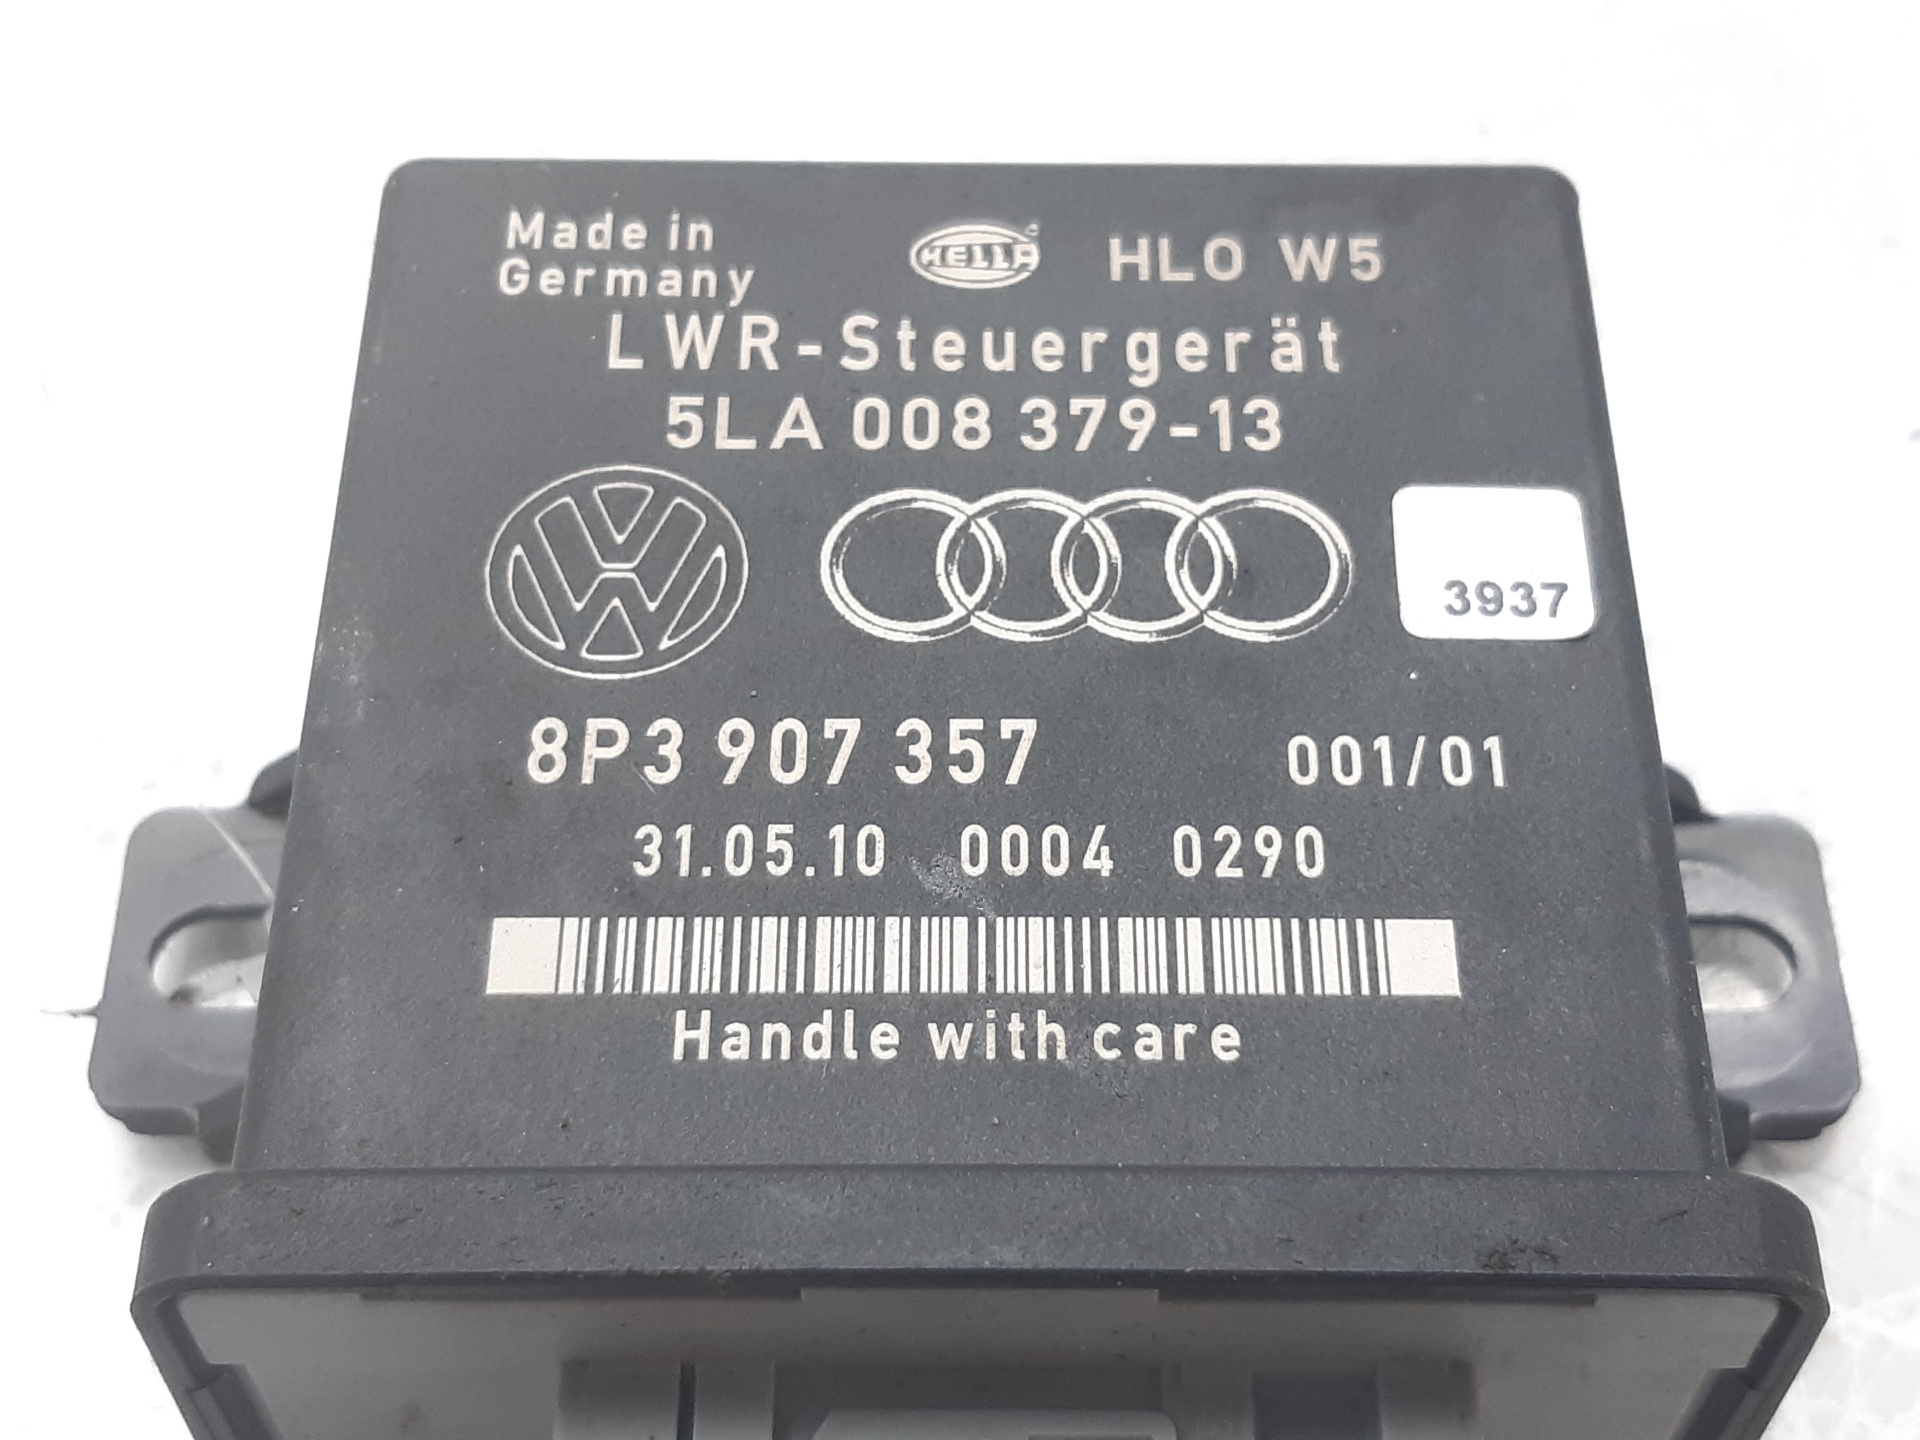 Made in
Germany
HELLA HLO W5
LWR-Steuergerät
5LA 008 379-13
3937
8P3 907 357 001/01
31.05.10 0004 0290
Handle with care